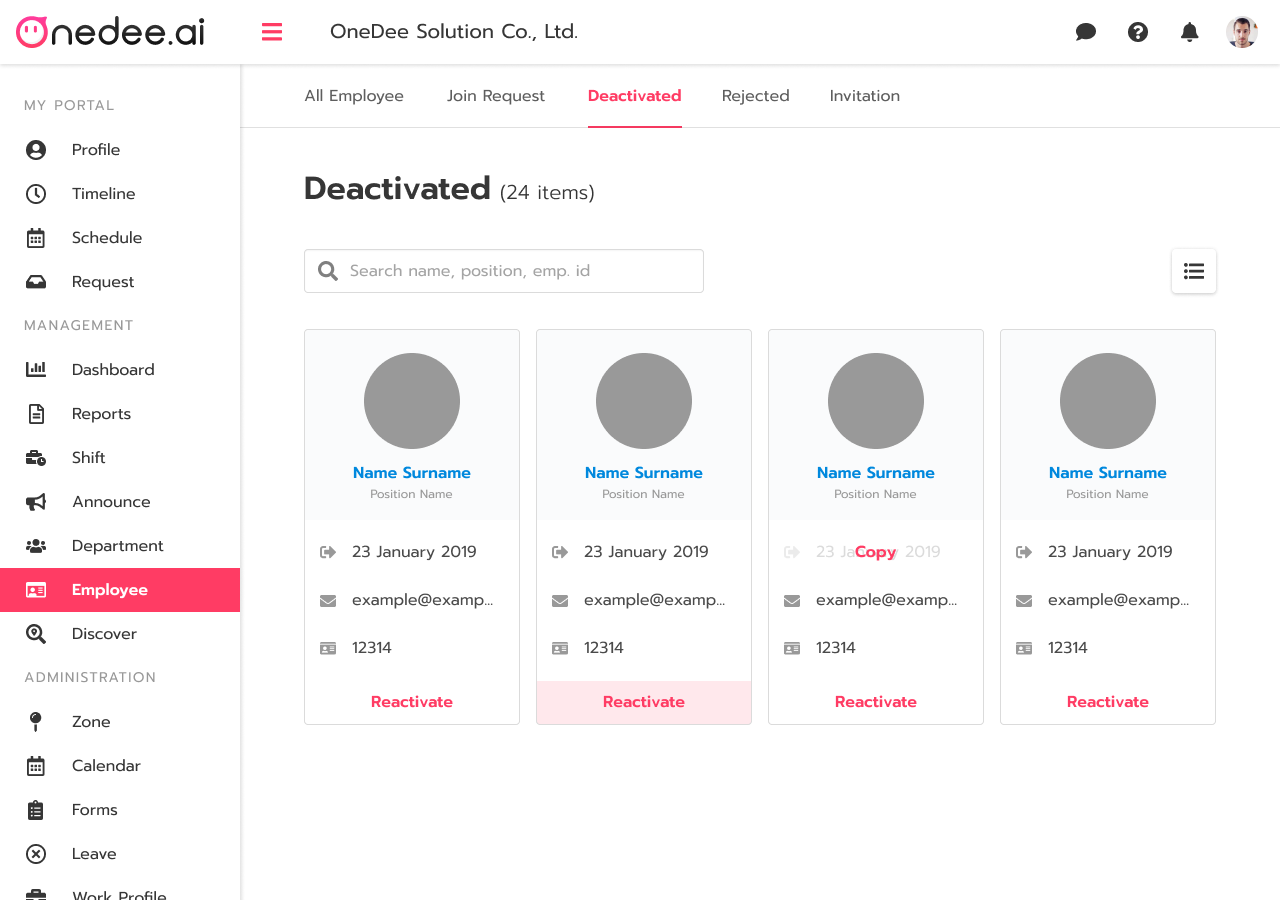 Onedee.ai
OneDee Solution Co., Ltd.
MY PORTAL
Profile
Timeline
Schedule
Request
MANAGEMENT
Dashboard
Reports
Shift
Announce
Department
Employee
Discover
ADMINISTRATION
Zone
Calendar
Forms
Leave
Work Profile
All Employee Join Request Deactivated Rejected Invitation
Deactivated (24 items)
Search name, position, emp. id
Name Surname
Position Name
23 January 2019
example@examp...
12314
Reactivate
Name Surname
Position Name
23 January 2019
example@examp...
12314
Reactivate
Name Surname
Position Name
Copy
example@examp...
12314
Reactivate
Name Surname
Position Name
23 January 2019
example@examp...
12314
Reactivate